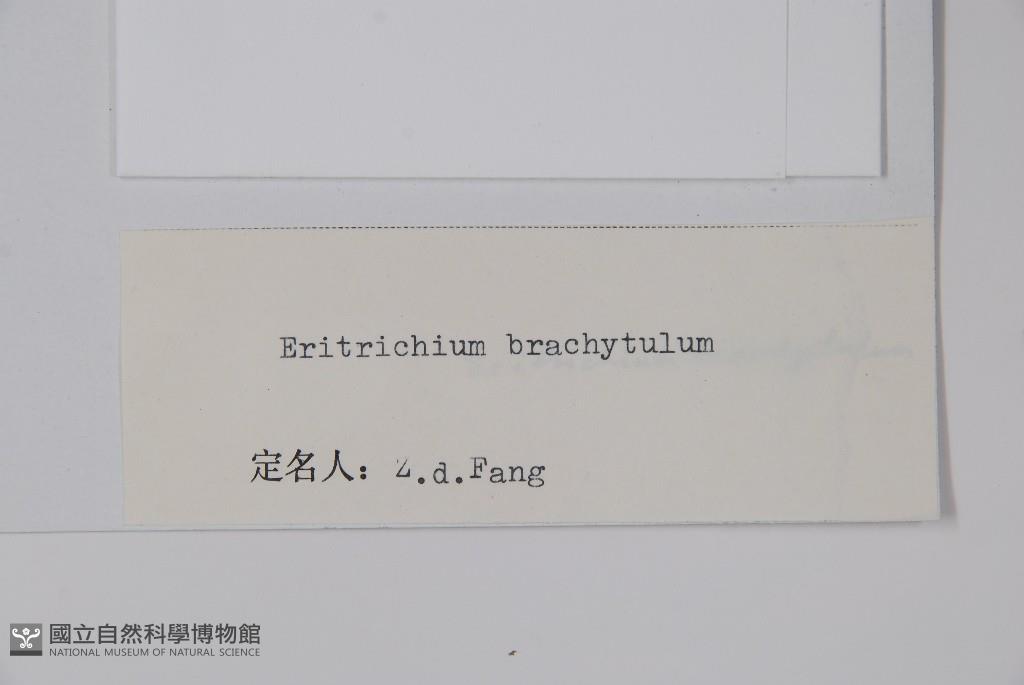 Eritrichium brachytulum
定名人：Z.d.Fang
國立自然科學博物館
NATIONAL MUSEUM OF NATURAL SCIENCE